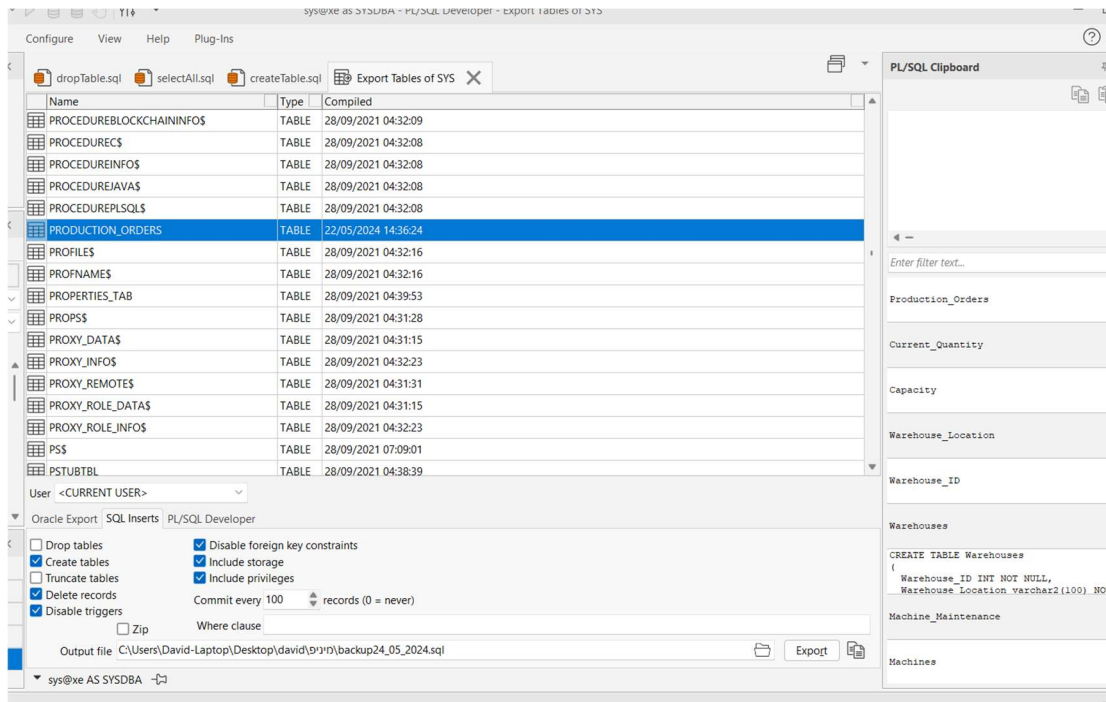 sys@xe as SYSDBA - PL/SQL Developer - Export Tables of SYS
Configure View Help Plug-Ins
dropTable.sql selectAll.sql createTable.sql Export Tables of SYS
Name Type Compiled
PROCEDUREBLOCKCHAININFO$ TABLE 28/09/2021 04:32:09
PROCEDUREC$ TABLE 28/09/2021 04:32:08
PROCEDUREINFO$ TABLE 28/09/2021 04:32:08
PROCEDUREJAVA$ TABLE 28/09/2021 04:32:08
PROCEDUREPLSQL$ TABLE 28/09/2021 04:32:08
PRODUCTION_ORDERS TABLE 22/05/2024 14:36:24
PROFILE$ TABLE 28/09/2021 04:32:16
PROFNAME$ TABLE 28/09/2021 04:32:16
PROPERTIES_TAB TABLE 28/09/2021 04:39:53
PROPS$ TABLE 28/09/2021 04:31:28
PROXY_DATA$ TABLE 28/09/2021 04:31:15
PROXY_INFO$ TABLE 28/09/2021 04:32:23
PROXY_REMOTE$ TABLE 28/09/2021 04:31:31
PROXY_ROLE_DATA$ TABLE 28/09/2021 04:31:15
PROXY_ROLE_INFO$ TABLE 28/09/2021 04:32:23
PS$ TABLE 28/09/2021 07:09:01
PSTUBTBL TABLE 28/09/2021 04:38:39
User <CURRENT USER>
Oracle Export SQL Inserts PL/SQL Developer
Drop tables Disable foreign key constraints
Create tables Include storage
Truncate tables Include privileges
Delete records Commit every 100 records (0 = never)
Disable triggers
Zip Where clause
Output file C:\Users\David-Laptop\Desktop\david\מיניפ\backup24_05_2024.sql Export
sys@xe AS SYSDBA
PL/SQL Clipboard
Enter filter text...
Production_Orders
Current_Quantity
Capacity
Warehouse_Location
Warehouse_ID
Warehouses
CREATE TABLE Warehouses
(
Warehouse_ID INT NOT NULL,
Warehouse_Location varchar2(100) NO
Machine_Maintenance
Machines